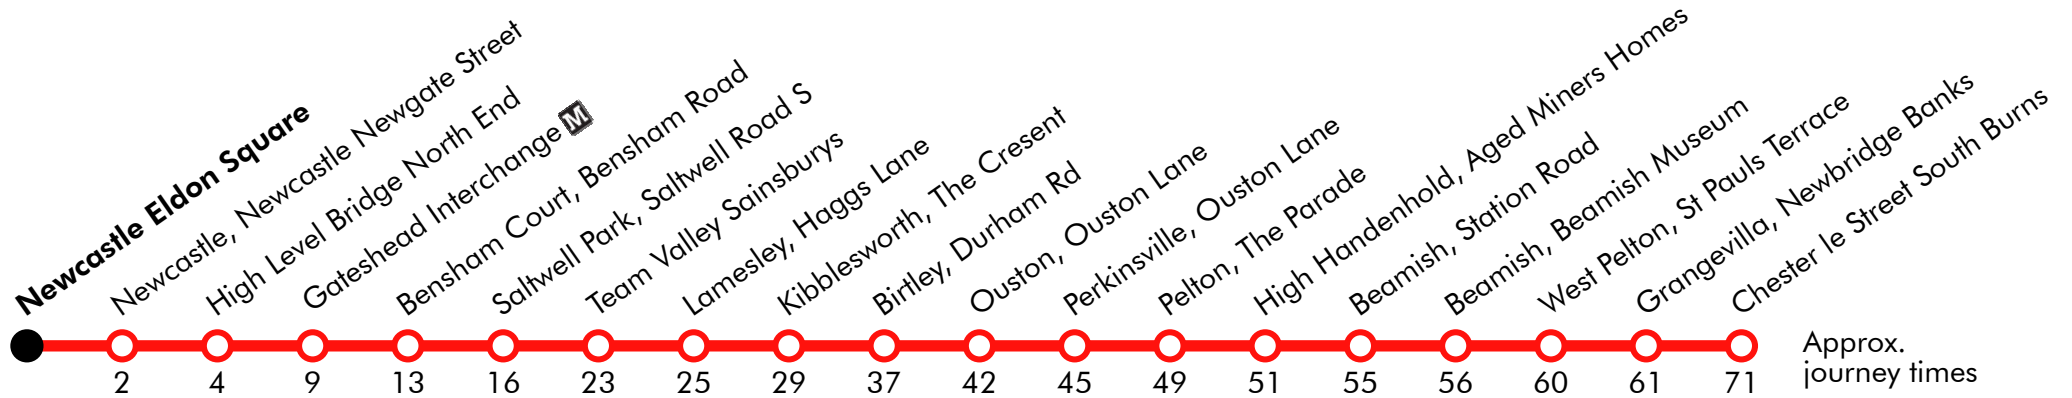 Newcastle Eldon Square
Newcastle, Newcastle Newgate Street
High Level Bridge North End
Gateshead Interchange M
Bensham Court, Bensham Road
Saltwell Park, Saltwell Road S
Team Valley Sainsburys
Lamesley, Haggs Lane
Kibblesworth, The Cresent
Birtley, Durham Rd
Ouston, Ouston Lane
Perkinsville, Ouston Lane
Pelton, The Parade
High Handenhold, Aged Miners Homes
Beamish, Station Road
Beamish, Beamish Museum
West Pelton, St Pauls Terrace
Grangevilla, Newbridge Banks
Chester le Street South Burns
2 4 9 13 16 23 25 29 37 42 45 49 51 55 56 60 61 71
Approx.
journey times